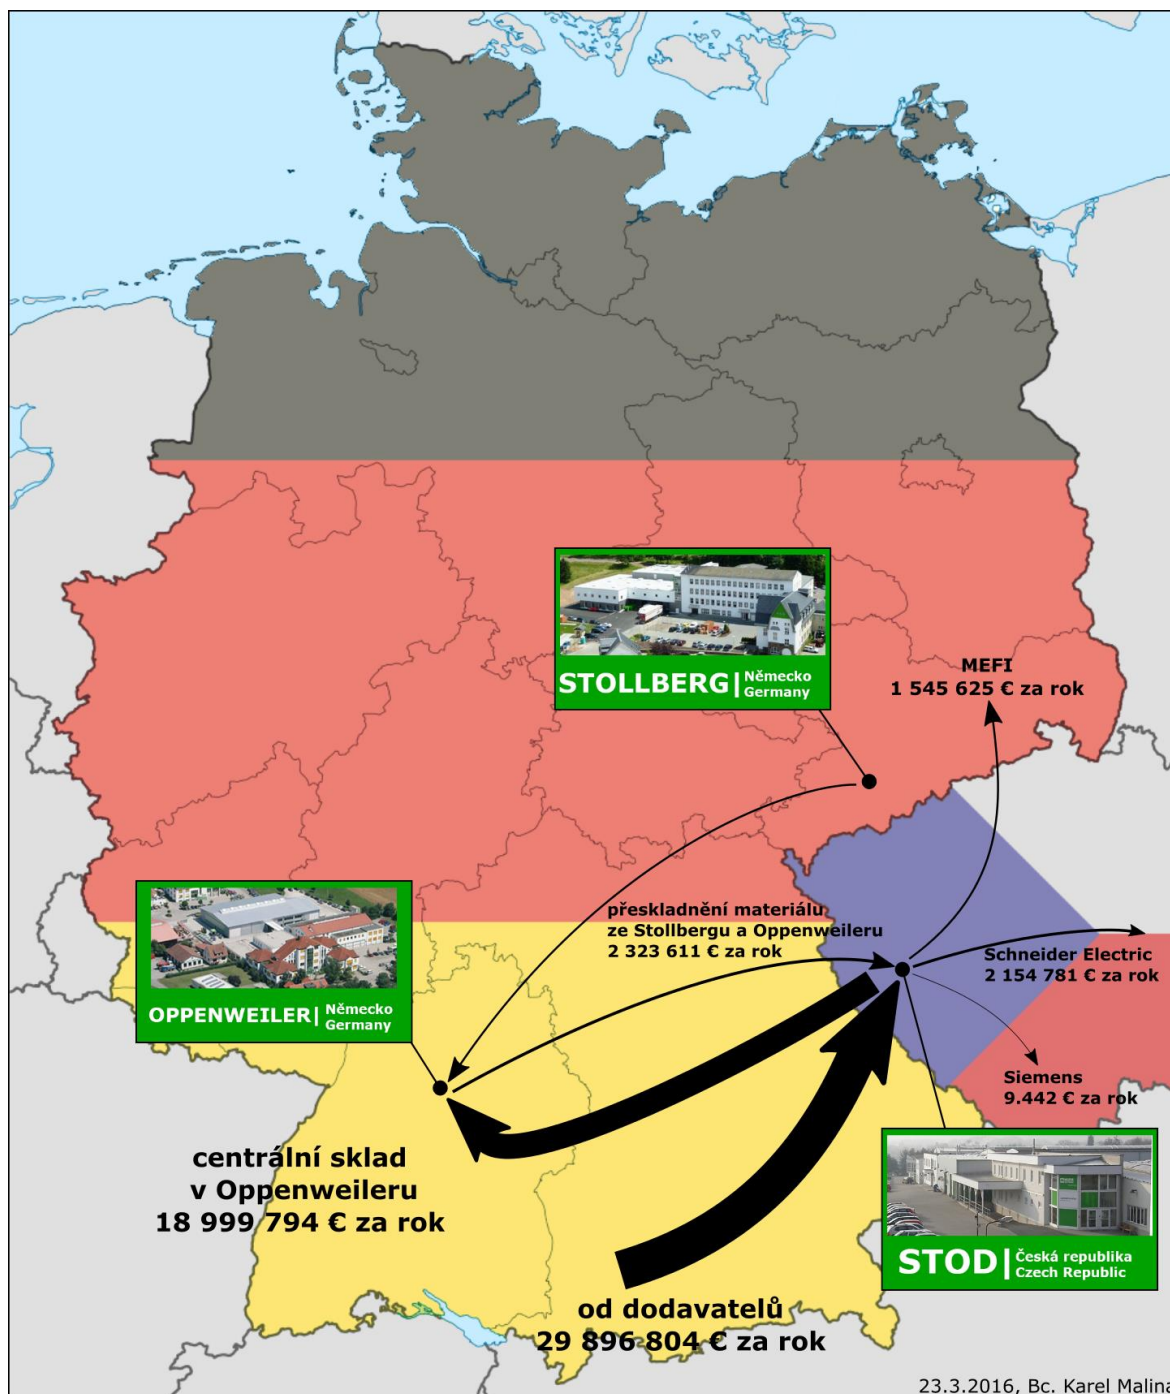 STOLLBERG | Německo
Germany
MEFI
1 545 625 € za rok
OPPENWEILER | Německo
Germany
přeskladnění materiálu
ze Stollbergu a Oppenweileru
2 323 611 € za rok
Schneider Electric
2 154 781 € za rok
Siemens
9.442 € za rok
centrální sklad
v Oppenweileru
18 999 794 € za rok
STOD | Česká republika
Czech Republic
od dodavatelů
29 896 804 € za rok
23.3.2016, Bc. Karel Malina